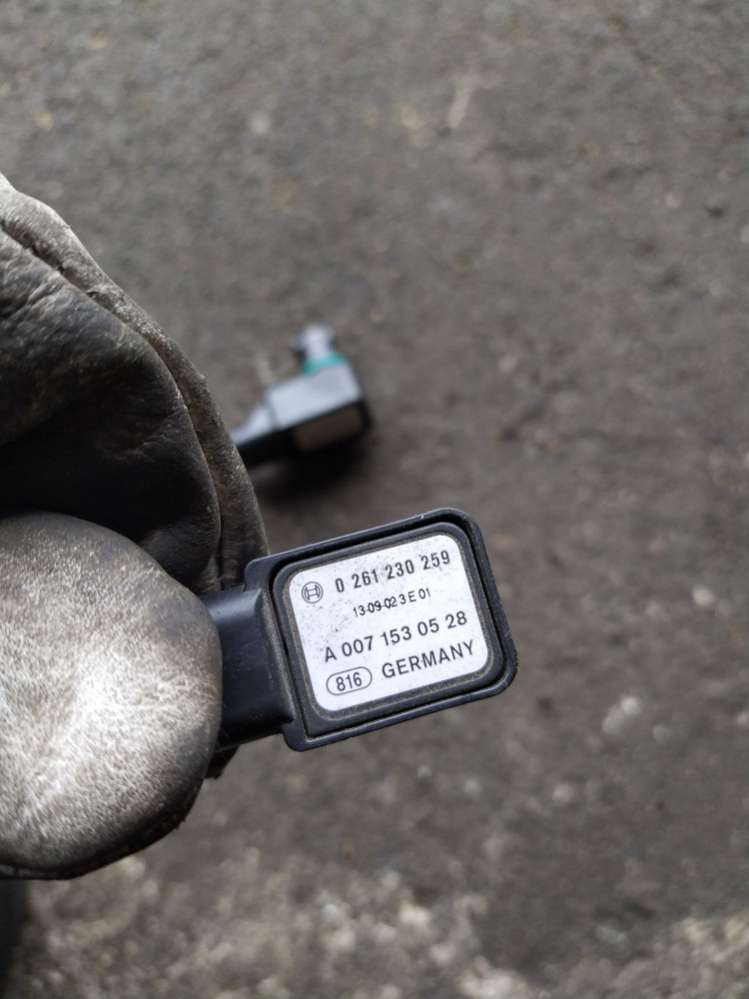 0 261 230 259
13-09-02 3 E 01
A 007 153 05 28
816 GERMANY